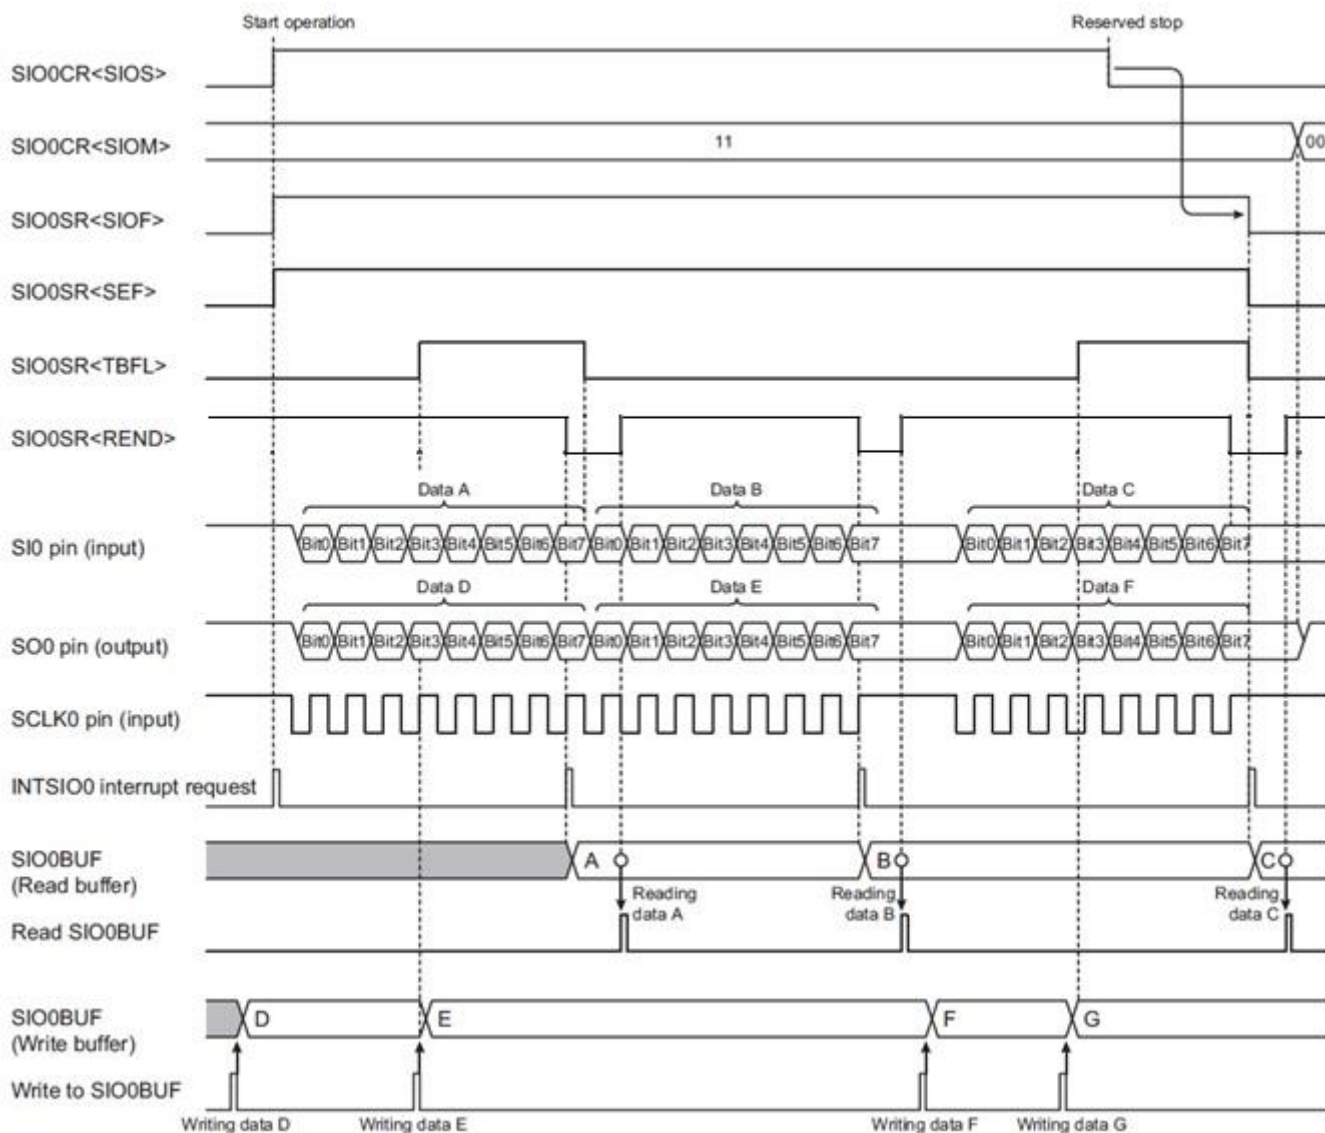 Start operation
Reserved stop
SIO0CR<SIOS>
SIO0CR<SIOM>
11
00
SIO0SR<SIOF>
SIO0SR<SEF>
SIO0SR<TBFL>
SIO0SR<REND>
Data A
Data B
Data C
SI0 pin (input)
Bit0 Bit1 Bit2 Bit3 Bit4 Bit5 Bit6 Bit7 Bit0 Bit1 Bit2 Bit3 Bit4 Bit5 Bit6 Bit7
Bit0 Bit1 Bit2 Bit3 Bit4 Bit5 Bit6 Bit7
Data D
Data E
Data F
SO0 pin (output)
Bit0 Bit1 Bit2 Bit3 Bit4 Bit5 Bit6 Bit7 Bit0 Bit1 Bit2 Bit3 Bit4 Bit5 Bit6 Bit7
Bit0 Bit1 Bit2 Bit3 Bit4 Bit5 Bit6 Bit7
SCLK0 pin (input)
INTSIO0 interrupt request
SIO0BUF
(Read buffer)
A
B
C
Reading
data A
Reading
data B
Reading
data C
Read SIO0BUF
SIO0BUF
(Write buffer)
D
E
F
G
Write to SIO0BUF
Writing data D
Writing data E
Writing data F
Writing data G